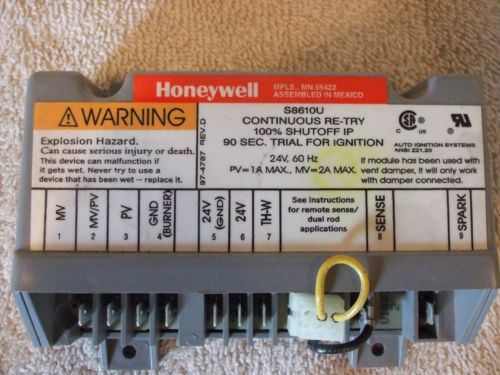 Honeywell
MPLS., MN 55422
ASSEMBLED IN MEXICO
WARNING
Explosion Hazard.
Can cause serious injury or death.
This device can malfunction if
it gets wet. Never try to use a
device that has been wet -- replace it.
97-4787 REV.D
S8610U
CONTINUOUS RE-TRY
100% SHUTOFF IP
90 SEC. TRIAL FOR IGNITION
24V, 60 Hz
PV=1A MAX., MV=2A MAX.
C US
AUTO IGNITION SYSTEMS
ANSI Z21.20
If module has been used with
vent damper, it will only work
with damper connected.
MV
1
MV/PV
2
PV
3
GND
(BURNER)
4
24V
(GND)
5
24V
6
TH-W
7
See instructions
for remote sense/
dual rod
applications
SENSE
8
SPARK
9